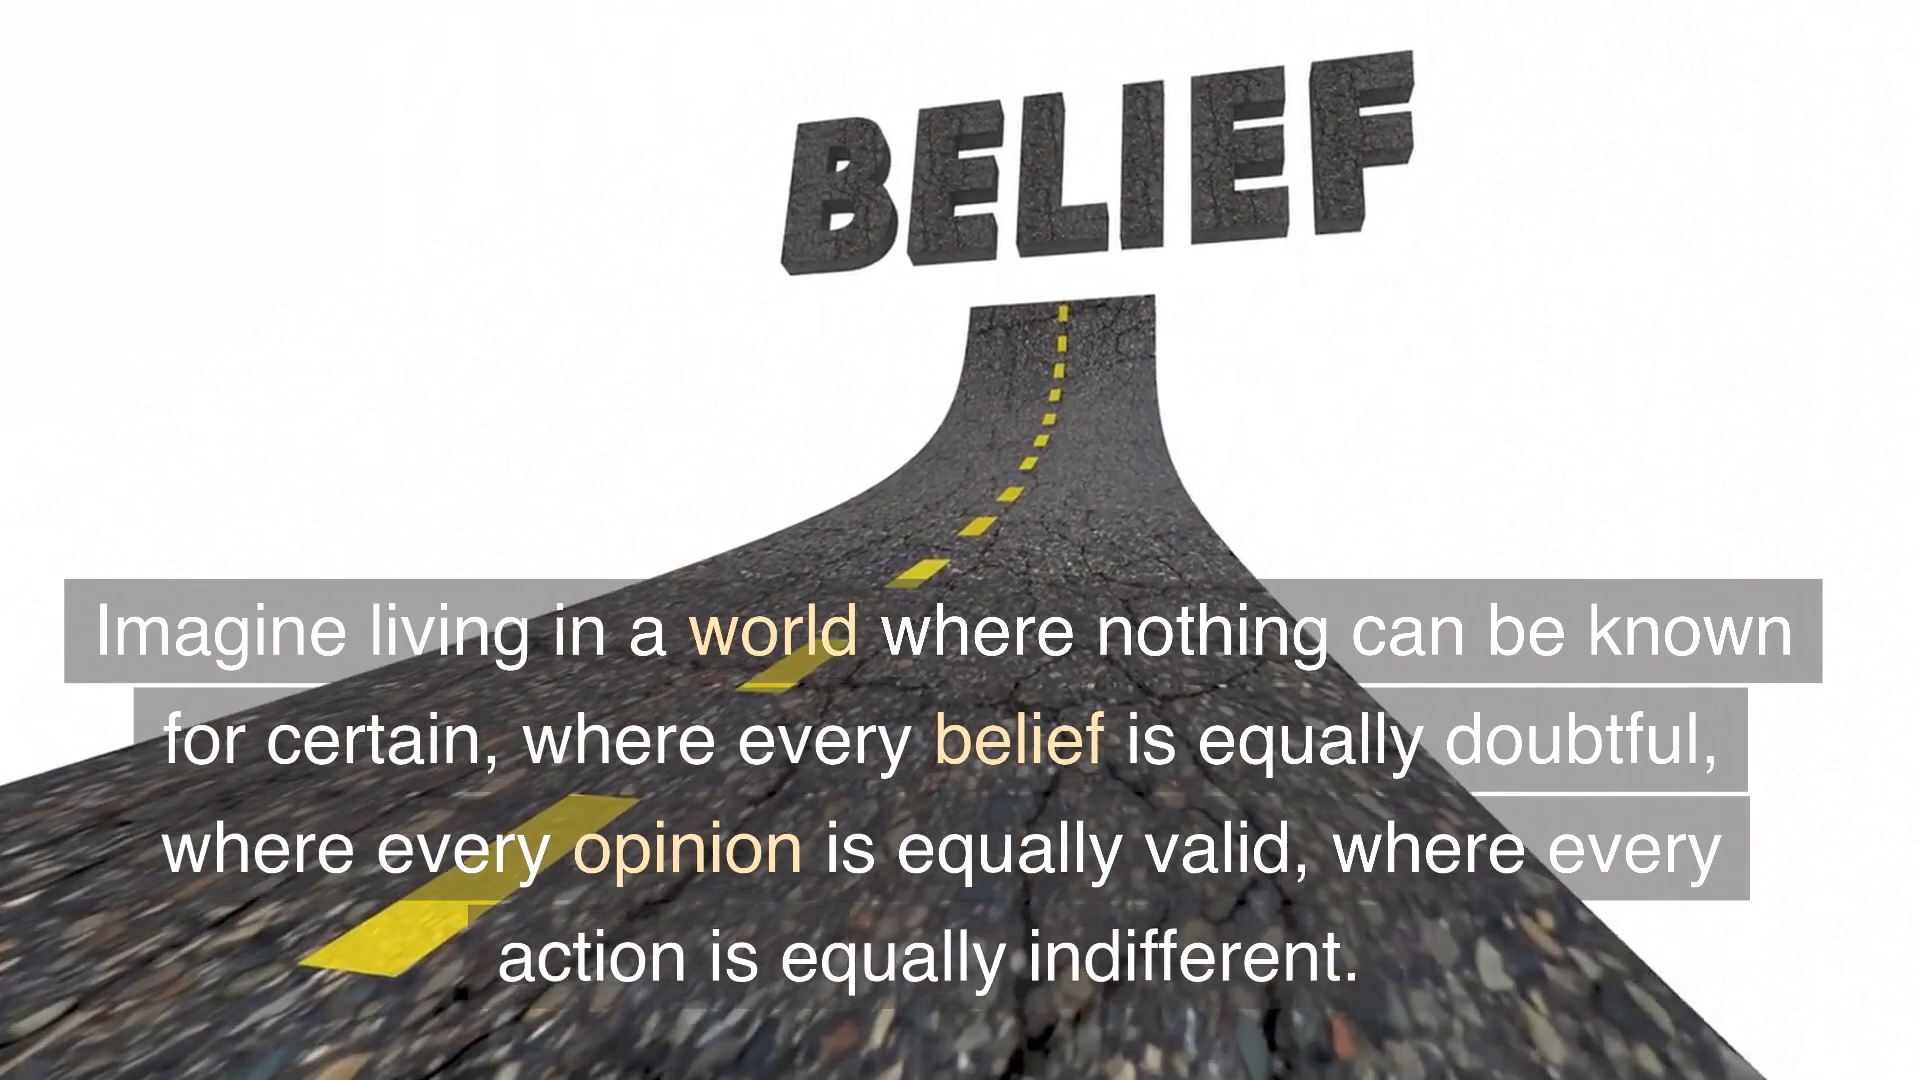 BELIEF
Imagine living in a world where nothing can be known
for certain, where every belief is equally doubtful,
where every opinion is equally valid, where every
action is equally indifferent.